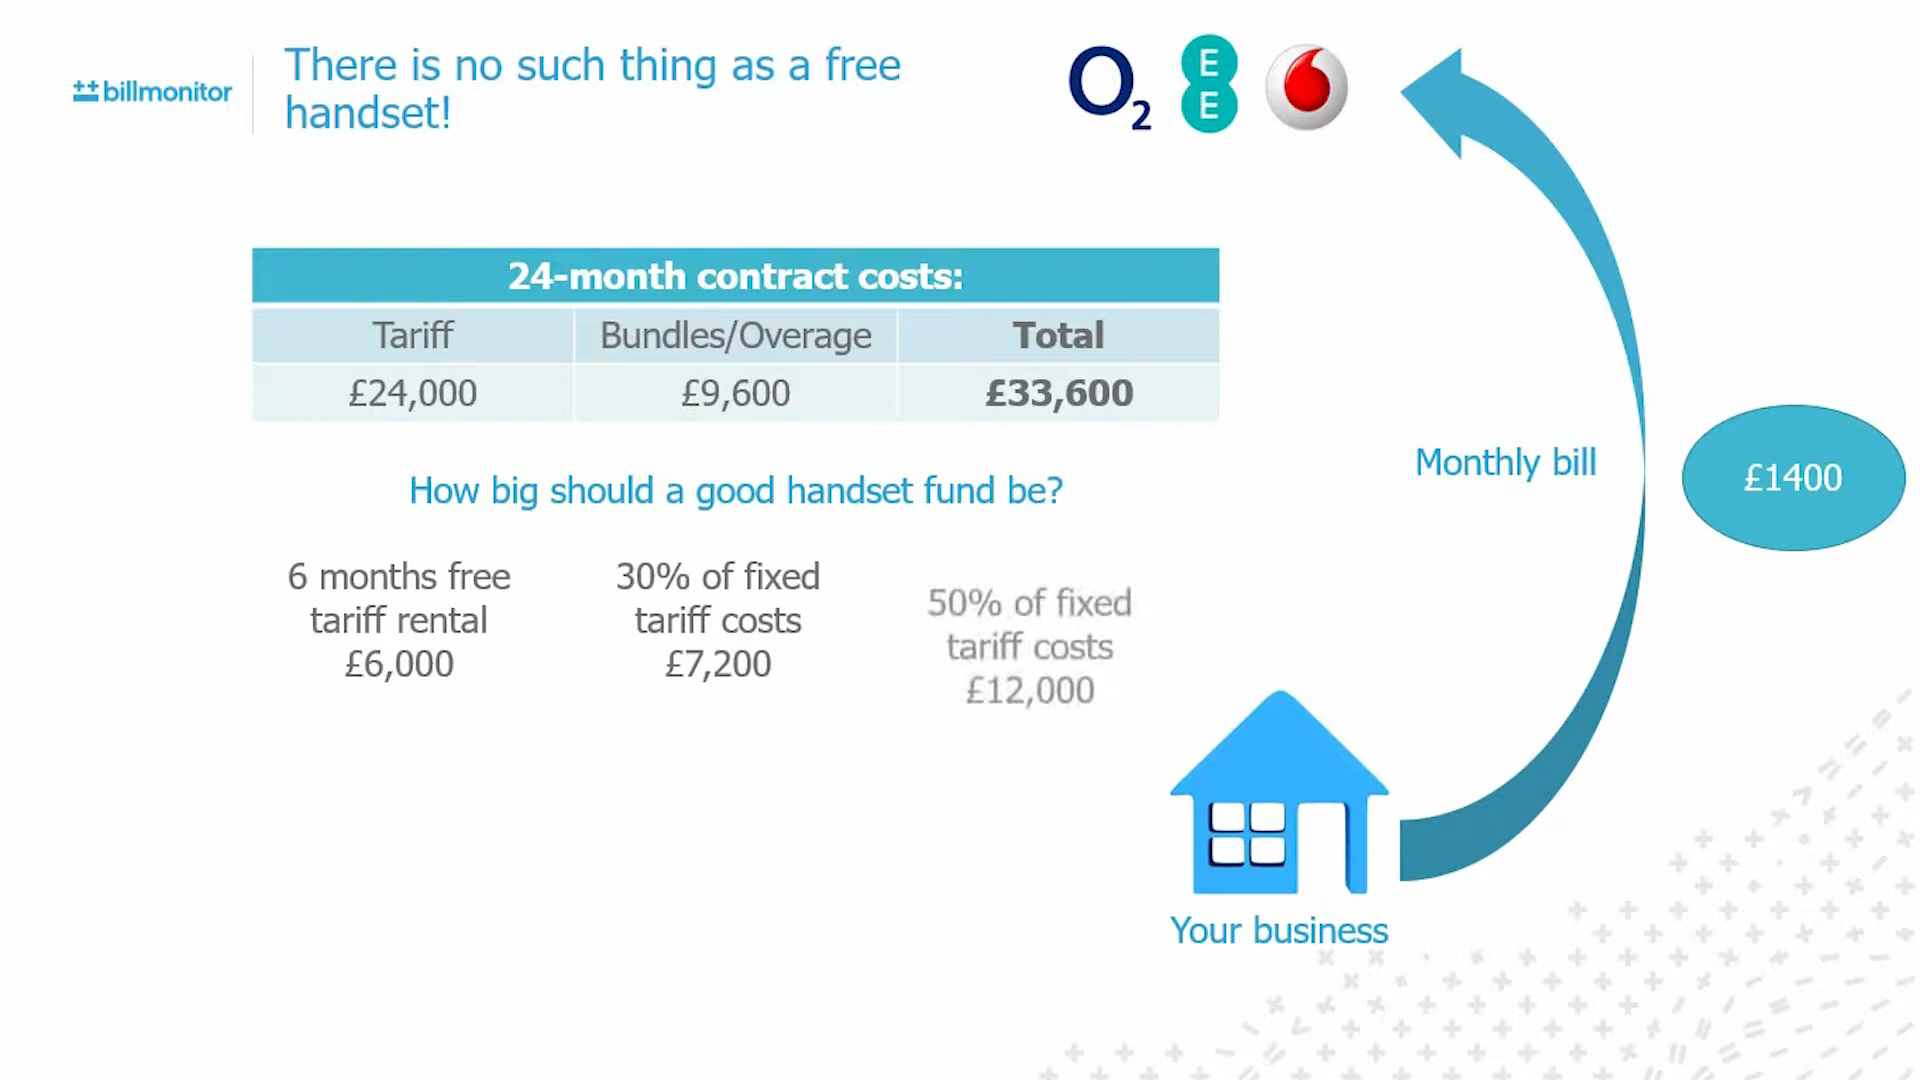 billmonitor
There is no such thing as a free
handset!
O2
E
E
24-month contract costs:
Tariff Bundles/Overage Total
£24,000 £9,600 £33,600
How big should a good handset fund be?
6 months free
tariff rental
£6,000
30% of fixed
tariff costs
£7,200
50% of fixed
tariff costs
£12,000
Monthly bill
£1400
Your business